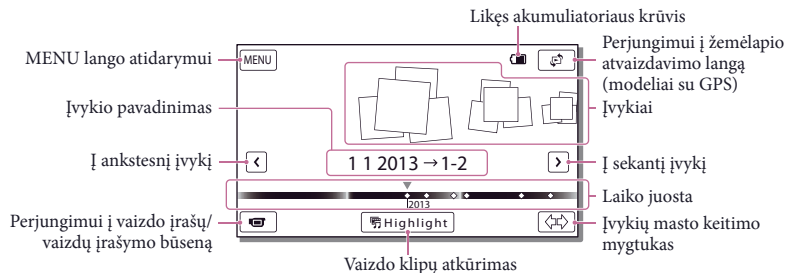 Likęs akumuliatoriaus krūvis
MENU lango atidarymui
MENU
Perjungimui į žemėlapio
atvaizdavimo langą
(modeliai su GPS)
Įvykio pavadinimas
Įvykiai
Į ankstesnį įvykį
1 1 2013 →1-2
Į sekantį įvykį
2013
Laiko juosta
Perjungimui į vaizdo įrašų/
vaizdų įrašymo būseną
Highlight
Įvykių masto keitimo
mygtukas
Vaizdo klipų atkūrimas